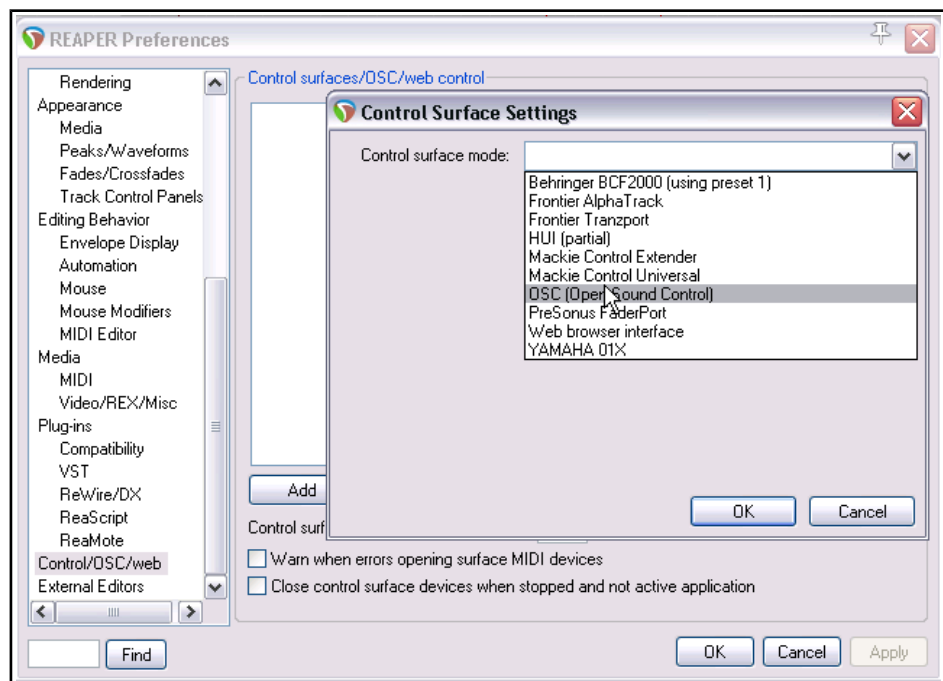 REAPER Preferences
Rendering
Appearance
Media
Peaks/Waveforms
Fades/Crossfades
Track Control Panels
Editing Behavior
Envelope Display
Automation
Mouse
Mouse Modifiers
MIDI Editor
Media
MIDI
Video/REX/Misc
Plug-ins
Compatibility
VST
ReWire/DX
ReaScript
ReaMote
Control/OSC/web
External Editors
Find
Control surfaces/OSC/web control
Control Surface Settings
Control surface mode:
Behringer BCF2000 (using preset 1)
Frontier AlphaTrack
Frontier Tranzport
HUI (partial)
Mackie Control Extender
Mackie Control Universal
OSC (Open Sound Control)
PreSonus FaderPort
Web browser interface
YAMAHA 01X
OK Cancel
Add
Control surf
Warn when errors opening surface MIDI devices
Close control surface devices when stopped and not active application
OK Cancel Apply